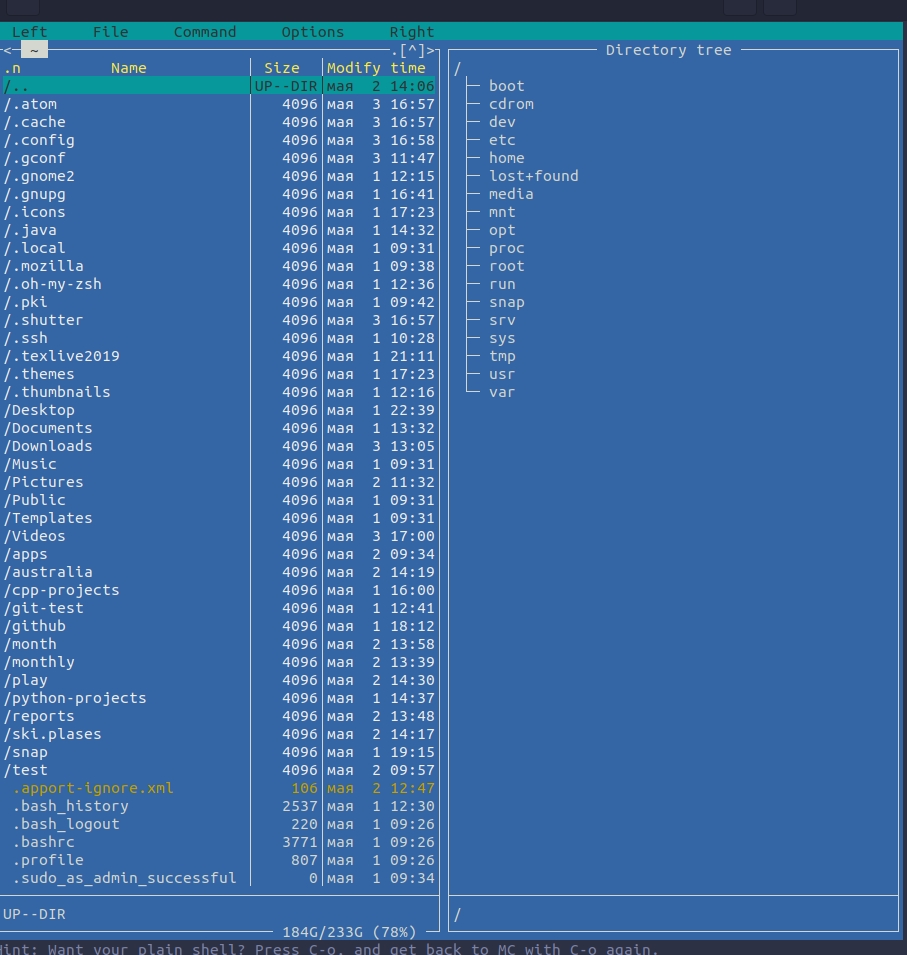 Left File Command Options Right
<─ ~ .[^]>
.n Name Size Modify time
/.. UP--DIR мая 2 14:06
/.atom 4096 мая 3 16:57
/.cache 4096 мая 3 16:57
/.config 4096 мая 3 16:58
/.gconf 4096 мая 3 11:47
/.gnome2 4096 мая 1 12:15
/.gnupg 4096 мая 1 16:41
/.icons 4096 мая 1 17:23
/.java 4096 мая 1 14:32
/.local 4096 мая 1 09:31
/.mozilla 4096 мая 1 09:38
/.oh-my-zsh 4096 мая 1 12:36
/.pki 4096 мая 1 09:42
/.shutter 4096 мая 3 16:57
/.ssh 4096 мая 1 10:28
/.texlive2019 4096 мая 1 21:11
/.themes 4096 мая 1 17:23
/.thumbnails 4096 мая 1 12:16
/Desktop 4096 мая 1 22:39
/Documents 4096 мая 1 13:32
/Downloads 4096 мая 3 13:05
/Music 4096 мая 1 09:31
/Pictures 4096 мая 2 11:32
/Public 4096 мая 1 09:31
/Templates 4096 мая 1 09:31
/Videos 4096 мая 3 17:00
/apps 4096 мая 2 09:34
/australia 4096 мая 2 14:19
/cpp-projects 4096 мая 1 16:00
/git-test 4096 мая 1 12:41
/github 4096 мая 1 18:12
/month 4096 мая 2 13:58
/monthly 4096 мая 2 13:39
/play 4096 мая 2 14:30
/python-projects 4096 мая 1 14:37
/reports 4096 мая 2 13:48
/ski.plases 4096 мая 2 14:17
/snap 4096 мая 1 19:15
/test 4096 мая 2 09:57
.apport-ignore.xml 106 мая 2 12:47
.bash_history 2537 мая 1 12:30
.bash_logout 220 мая 1 09:26
.bashrc 3771 мая 1 09:26
.profile 807 мая 1 09:26
.sudo_as_admin_successful 0 мая 1 09:34
UP--DIR
184G/233G (78%)
Directory tree
/
boot
cdrom
dev
etc
home
lost+found
media
mnt
opt
proc
root
run
snap
srv
sys
tmp
usr
var
/
Hint: Want your plain shell? Press C-o, and get back to MC with C-o again.